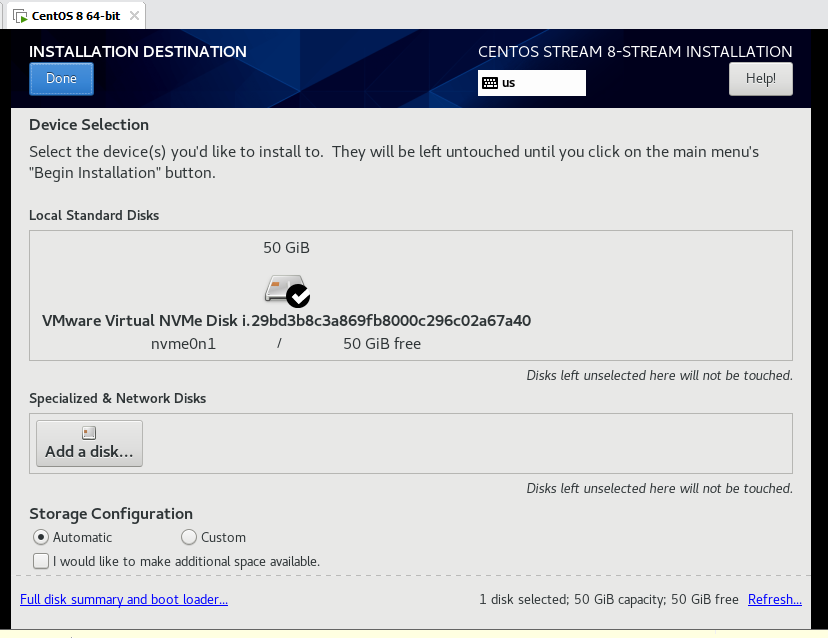 CentOS 8 64-bit
INSTALLATION DESTINATION
CENTOS STREAM 8-STREAM INSTALLATION
Done
us
Help!
Device Selection
Select the device(s) you'd like to install to.  They will be left untouched until you click on the main menu's
"Begin Installation" button.
Local Standard Disks
50 GiB
VMware Virtual NVMe Disk i.29bd3b8c3a869fb8000c296c02a67a40
nvme0n1 / 50 GiB free
Disks left unselected here will not be touched.
Specialized & Network Disks
Add a disk...
Disks left unselected here will not be touched.
Storage Configuration
Automatic Custom
I would like to make additional space available.
Full disk summary and boot loader... 1 disk selected; 50 GiB capacity; 50 GiB free Refresh...